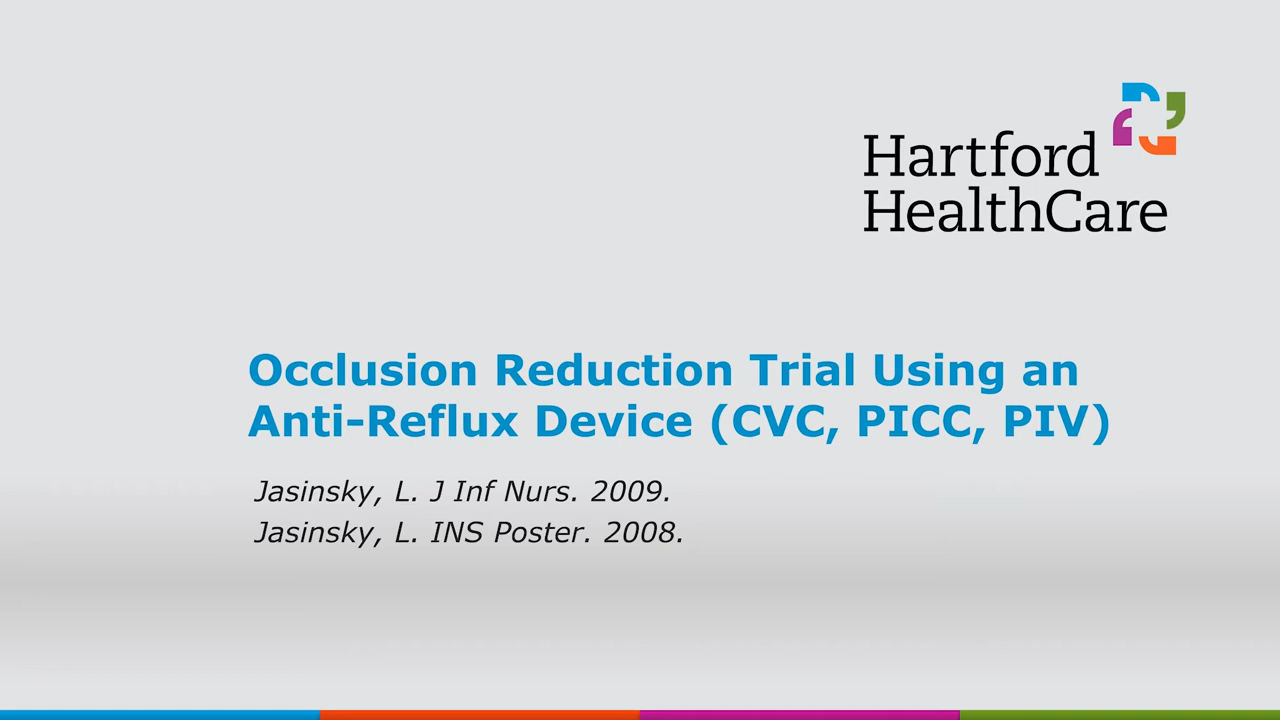 Hartford
HealthCare
Occlusion Reduction Trial Using an
Anti-Reflux Device (CVC, PICC, PIV)
Jasinsky, L. J Inf Nurs. 2009.
Jasinsky, L. INS Poster. 2008.